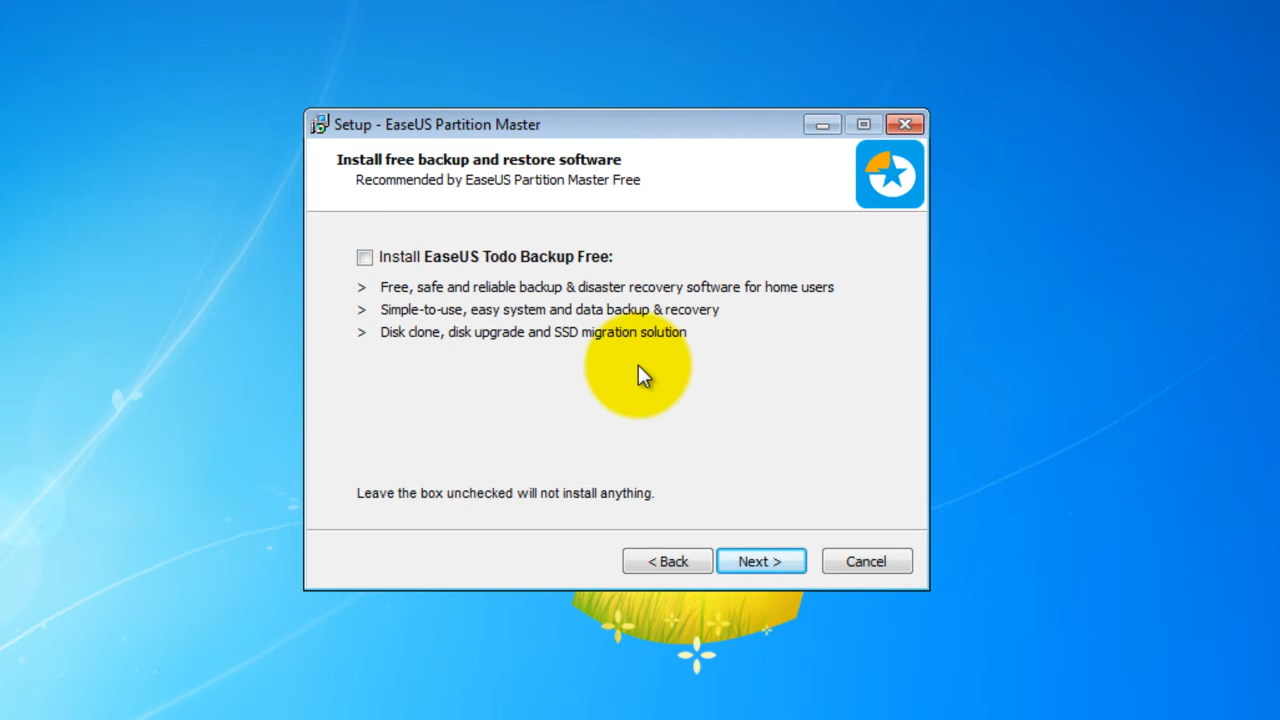 Setup - EaseUS Partition Master
Install free backup and restore software
Recommended by EaseUS Partition Master Free
Install EaseUS Todo Backup Free:
> Free, safe and reliable backup & disaster recovery software for home users
> Simple-to-use, easy system and data backup & recovery
> Disk clone, disk upgrade and SSD migration solution
Leave the box unchecked will not install anything.
< Back Next > Cancel